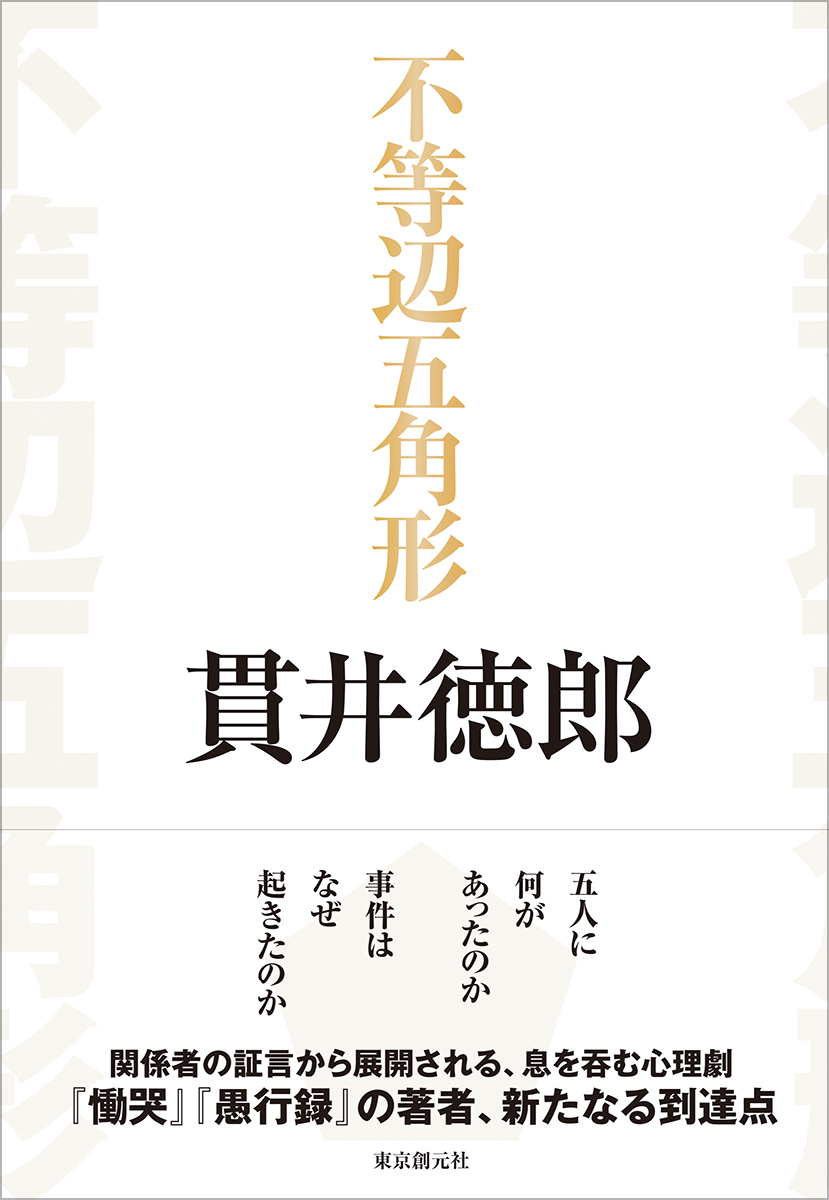 不等辺五角形
貫井徳郎
五人に
何が
あったのか
事件は
なぜ
起きたのか
関係者の証言から展開される、息を呑む心理劇
『慟哭』『愚行録』の著者、新たなる到達点
東京創元社